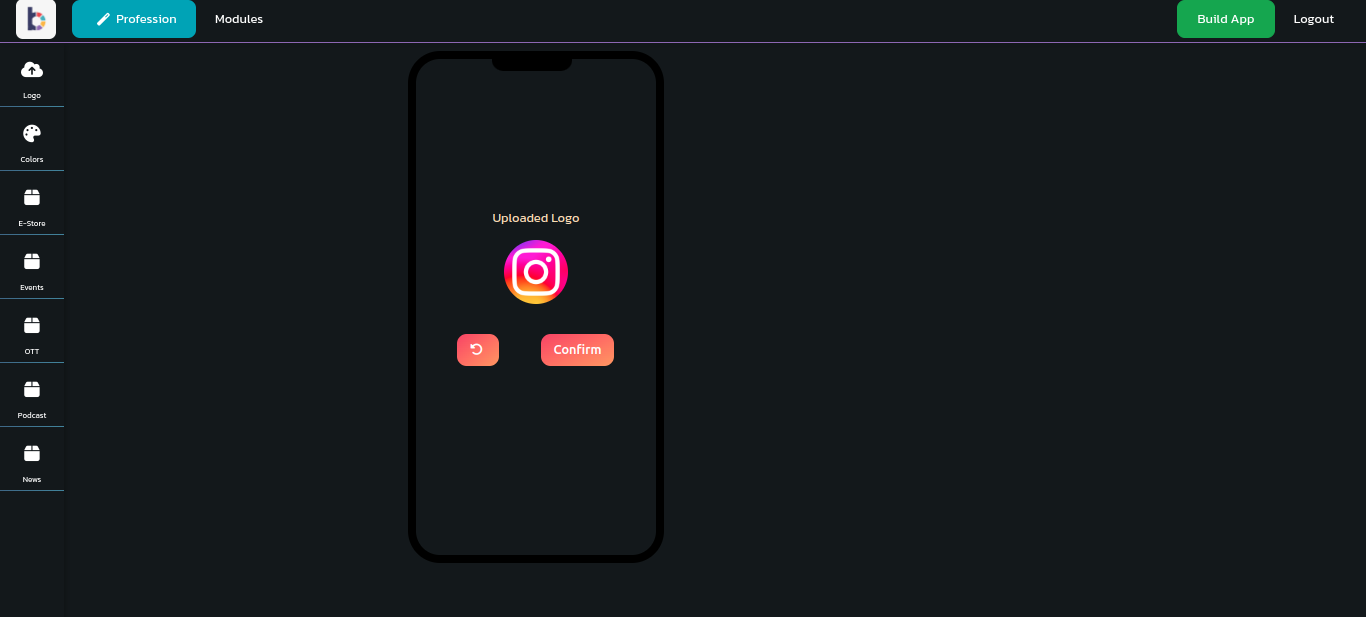 Profession
Modules
Build App
Logout
Logo
Colors
E-Store
Events
OTT
Podcast
News
Uploaded Logo
Confirm